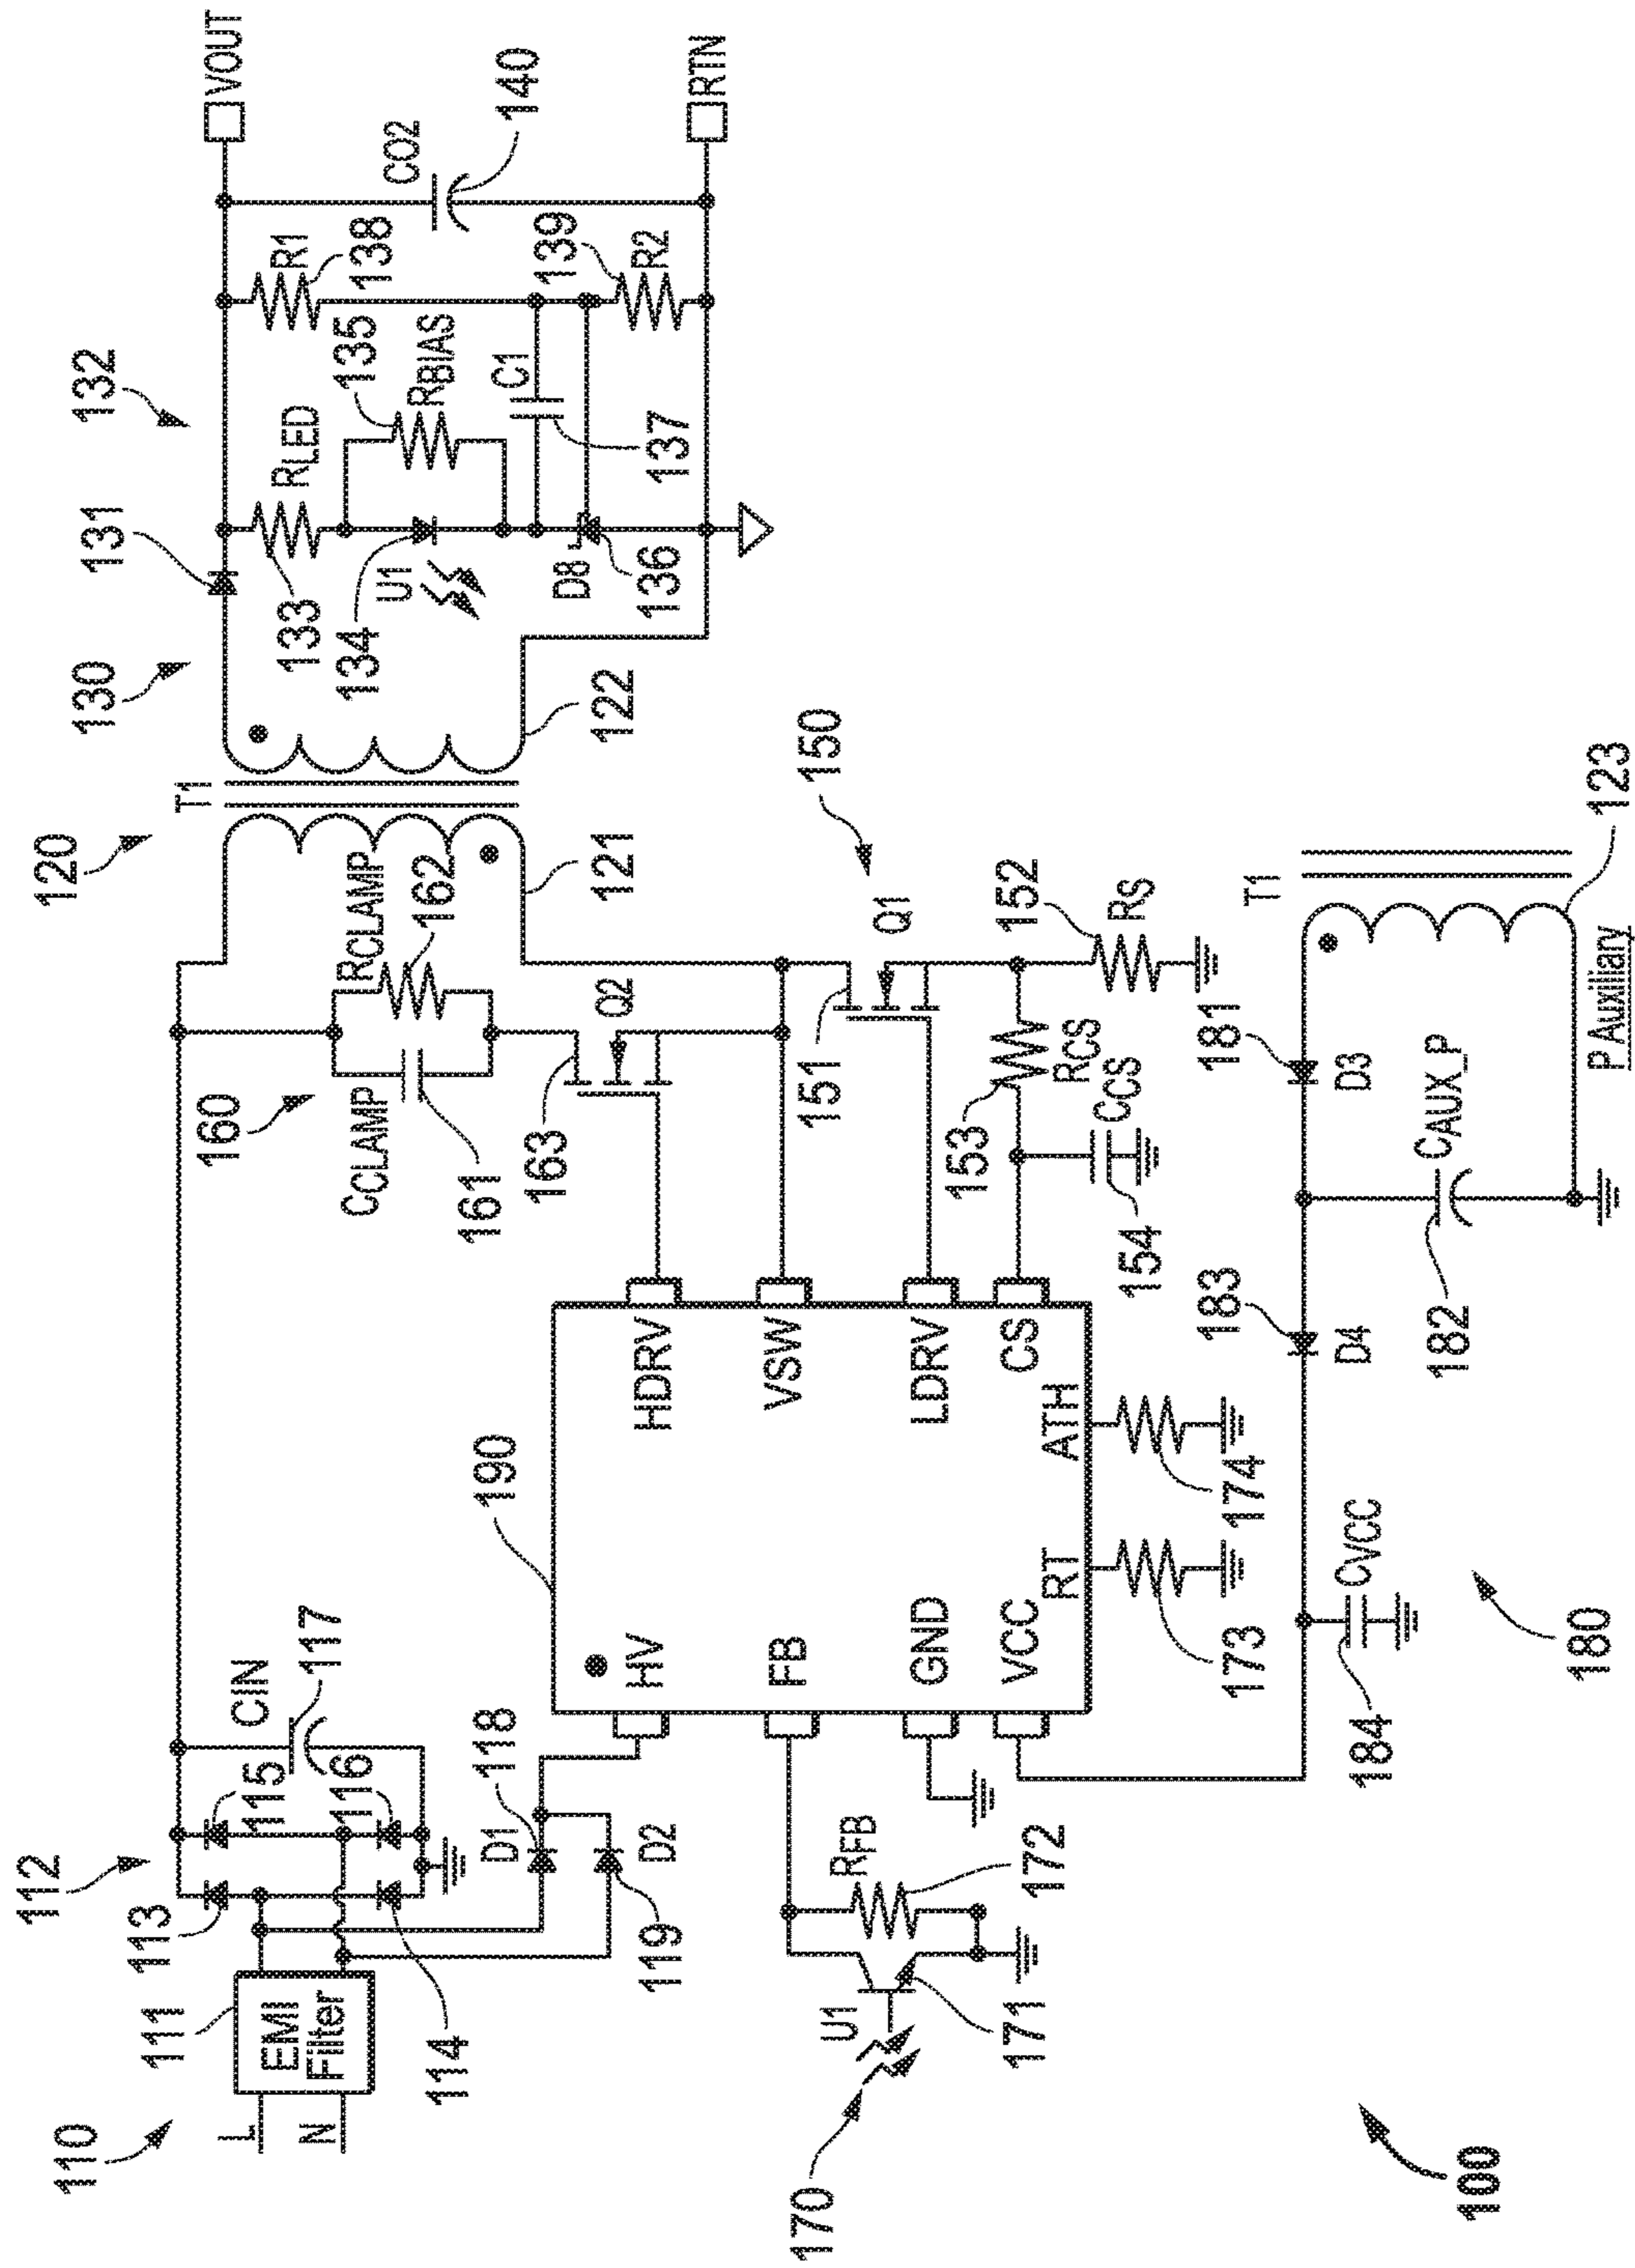 110
L
N
111
EMI
Filter
112
113
114
115
116
CIN
117
D1
118
D2
119
120
T1
121
122
130
131
132
RLED
133
U1
134
135
RBIAS
D8
136
C1
137
R1
138
139
R2
CO2
140
VOUT
RTN
160
CCLAMP
161
RCLAMP
162
163
Q2
150
151
Q1
152
RS
153
RCS
CCS
154
190
HV
FB
GND
VCC
HDRV
VSW
LDRV
CS
RT
ATH
173
174
170
U1
171
RFB
172
180
184
CVCC
183
D4
182
CAUX_P
181
D3
T1
123
P Auxiliary
100